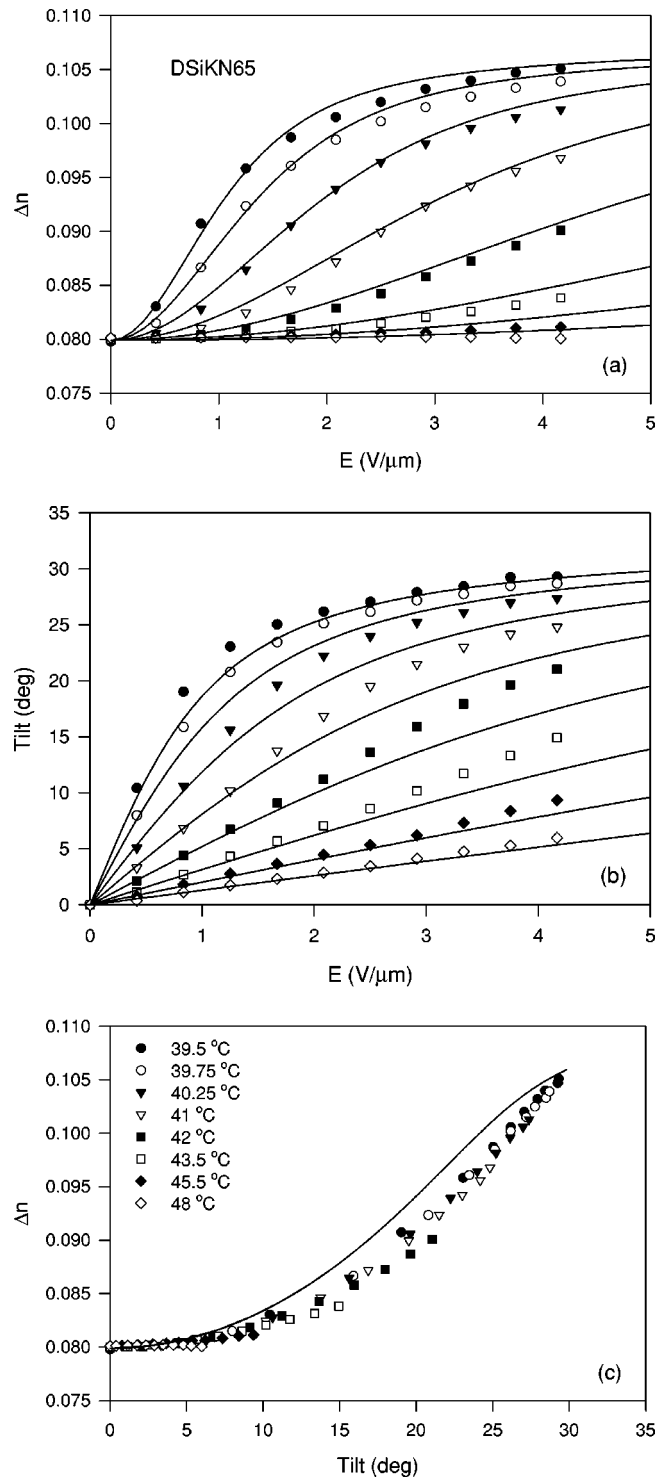 0.110
0.105
0.100
0.095
0.090
0.085
0.080
0.075
Δn
DSiKN65
(a)
0 1 2 3 4 5
E (V/μm)
35
30
25
20
15
10
5
0
Tilt (deg)
(b)
0 1 2 3 4 5
E (V/μm)
0.110
0.105
0.100
0.095
0.090
0.085
0.080
0.075
Δn
39.5 °C
39.75 °C
40.25 °C
41 °C
42 °C
43.5 °C
45.5 °C
48 °C
(c)
0 5 10 15 20 25 30 35
Tilt (deg)